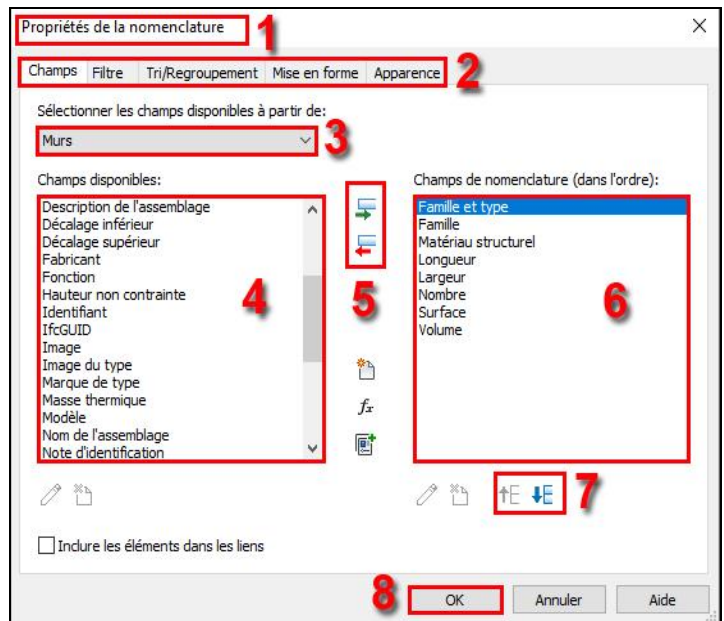 Propriétés de la nomenclature
1
Champs Filtre Tri/Regroupement Mise en forme Apparence
2
Sélectionner les champs disponibles à partir de:
Murs
3
Champs disponibles:
Description de l'assemblage
Décalage inférieur
Décalage supérieur
Fabricant
Fonction
Hauteur non contrainte
Identifiant
IfcGUID
Image
Image du type
Marque de type
Masse thermique
Modèle
Nom de l'assemblage
Note d'identification
4
5
fx
Champs de nomenclature (dans l'ordre):
Famille et type
Famille
Matériau structurel
Longueur
Largeur
Nombre
Surface
Volume
6
7
Inclure les éléments dans les liens
8
OK Annuler Aide